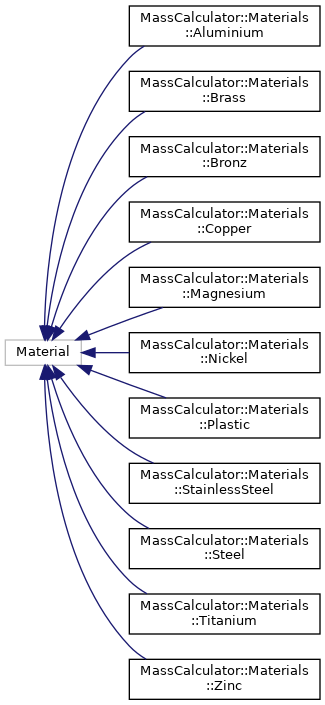 MassCalculator::Materials
::Aluminium
MassCalculator::Materials
::Brass
MassCalculator::Materials
::Bronz
MassCalculator::Materials
::Copper
MassCalculator::Materials
::Magnesium
Material
MassCalculator::Materials
::Nickel
MassCalculator::Materials
::Plastic
MassCalculator::Materials
::StainlessSteel
MassCalculator::Materials
::Steel
MassCalculator::Materials
::Titanium
MassCalculator::Materials
::Zinc